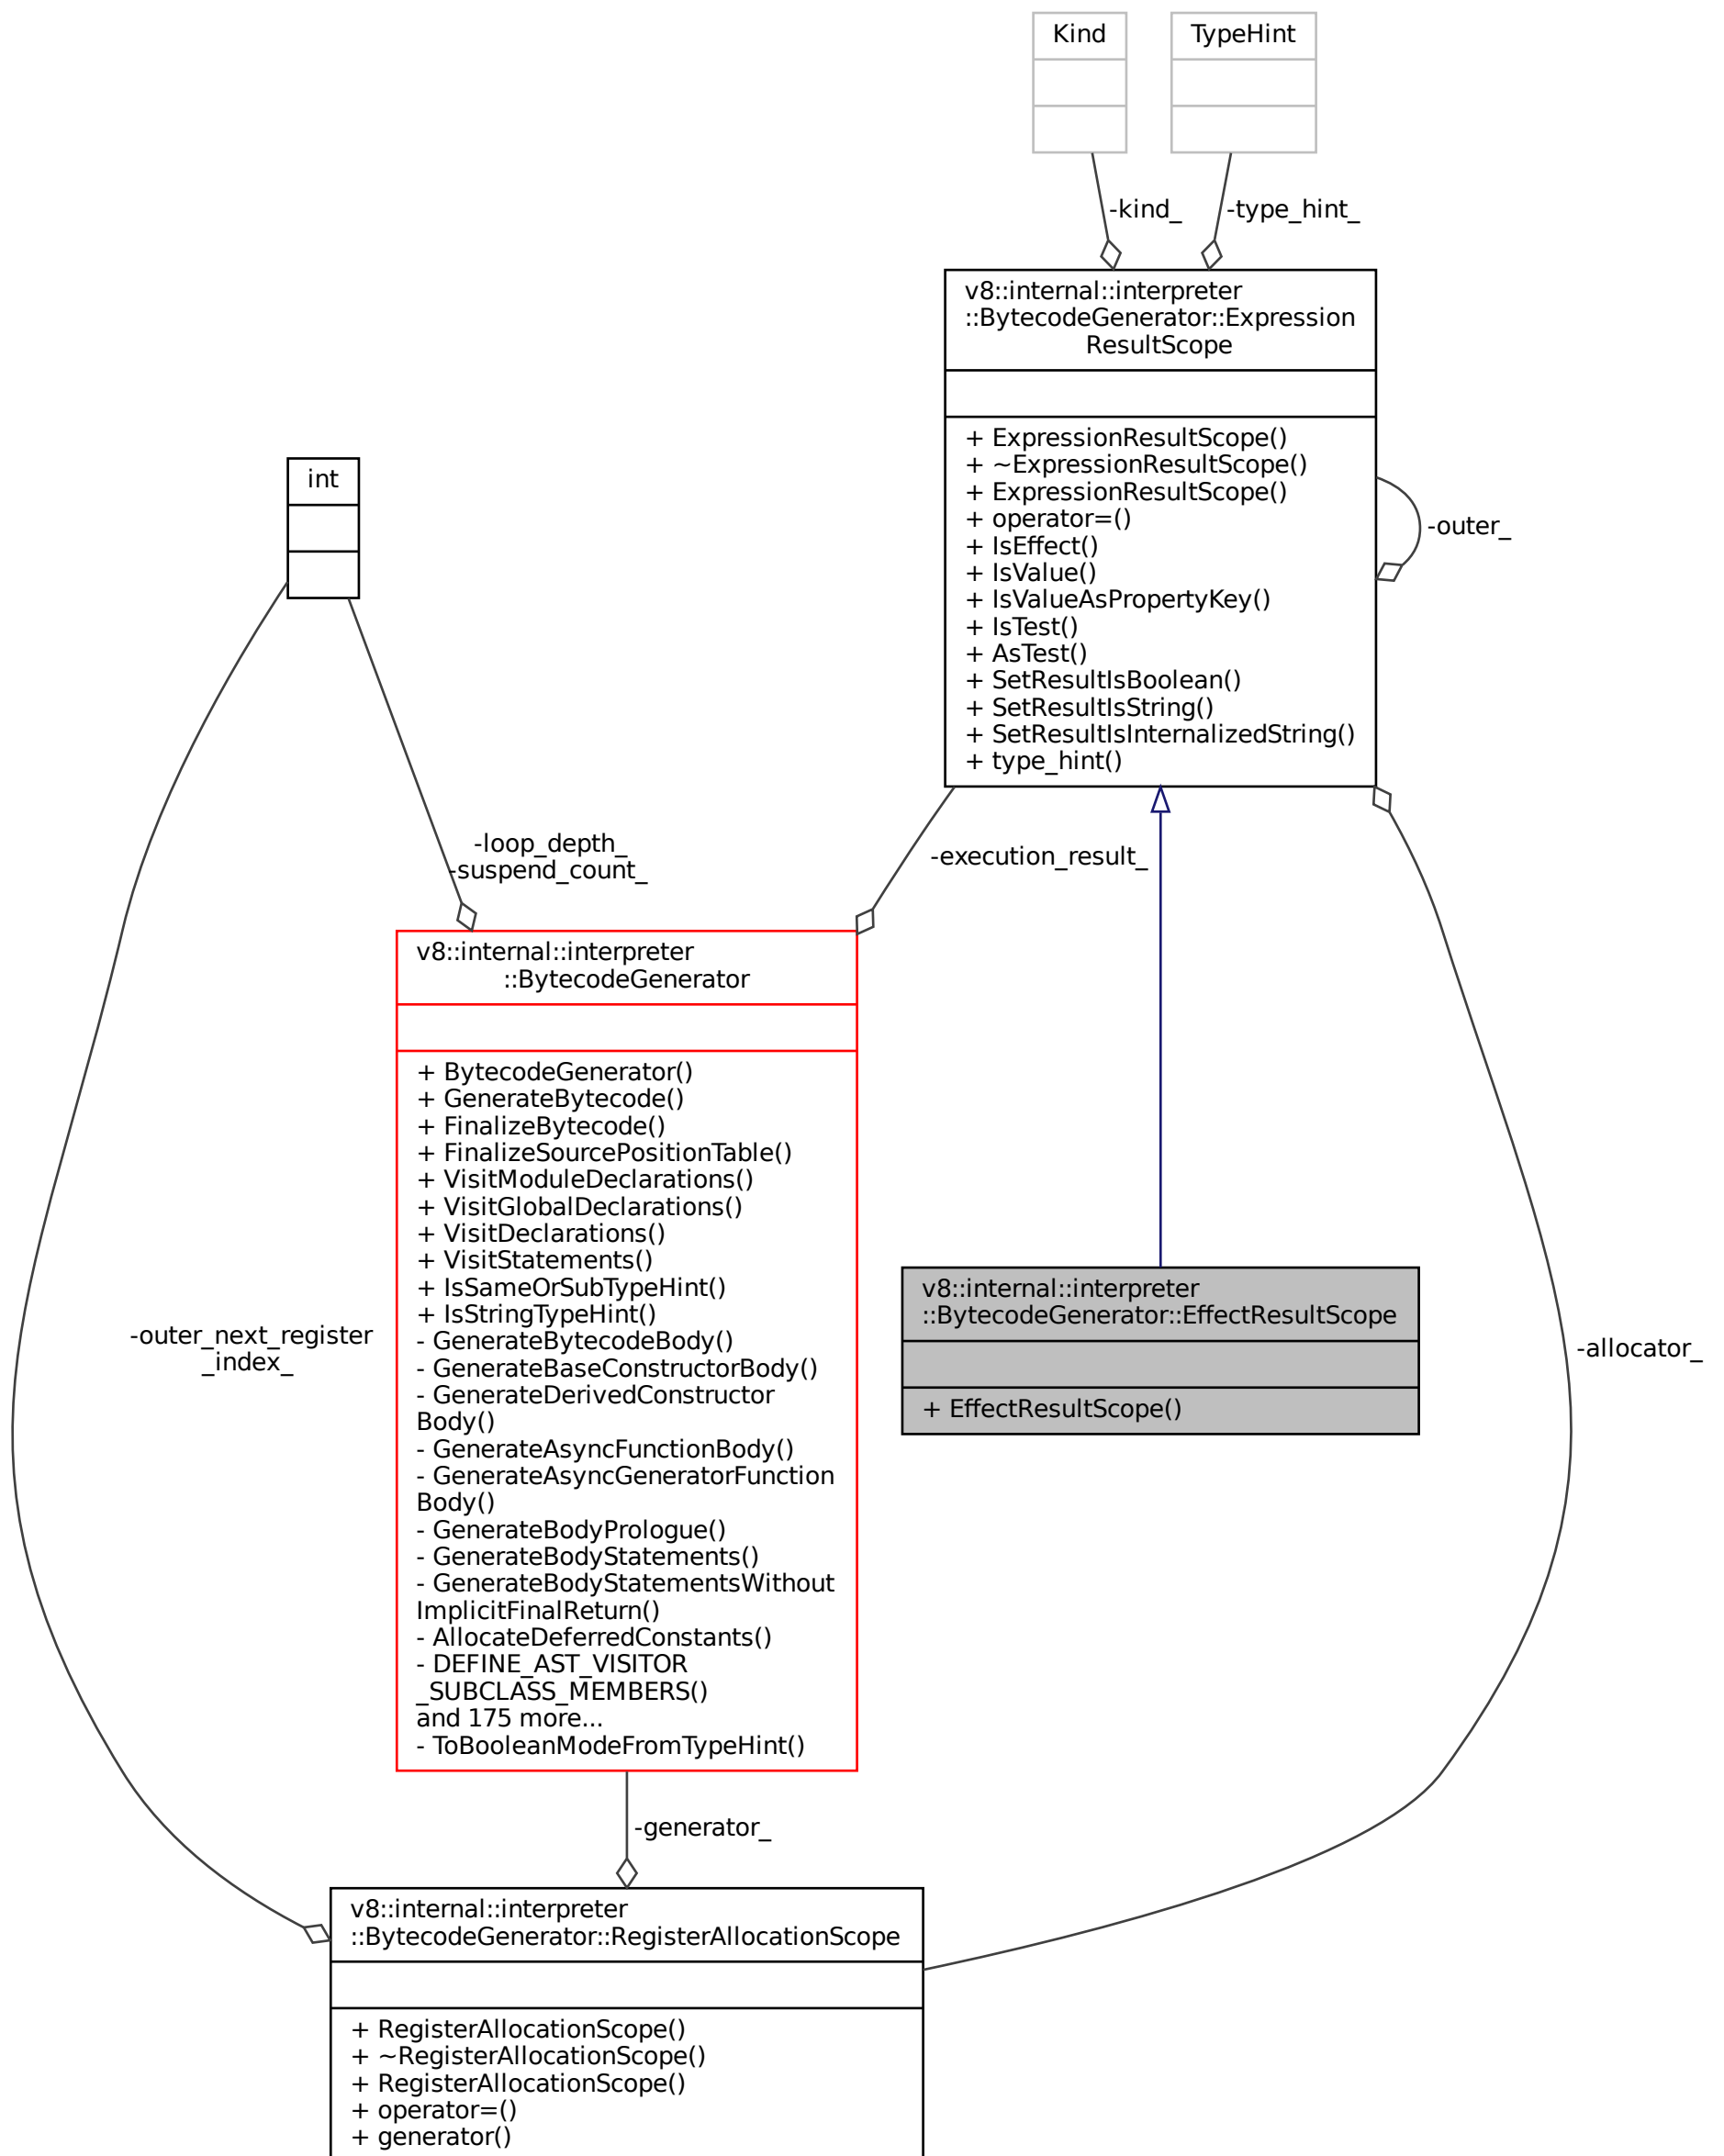 Kind
TypeHint
-kind_
-type_hint_
v8::internal::interpreter
::BytecodeGenerator::Expression
ResultScope
+ ExpressionResultScope()
+ ~ExpressionResultScope()
+ ExpressionResultScope()
+ operator=()
+ IsEffect()
+ IsValue()
+ IsValueAsPropertyKey()
+ IsTest()
+ AsTest()
+ SetResultIsBoolean()
+ SetResultIsString()
+ SetResultIsInternalizedString()
+ type_hint()
-outer_
int
-loop_depth_
-suspend_count_
-execution_result_
v8::internal::interpreter
::BytecodeGenerator
+ BytecodeGenerator()
+ GenerateBytecode()
+ FinalizeBytecode()
+ FinalizeSourcePositionTable()
+ VisitModuleDeclarations()
+ VisitGlobalDeclarations()
+ VisitDeclarations()
+ VisitStatements()
+ IsSameOrSubTypeHint()
+ IsStringTypeHint()
- GenerateBytecodeBody()
- GenerateBaseConstructorBody()
- GenerateDerivedConstructor
Body()
- GenerateAsyncFunctionBody()
- GenerateAsyncGeneratorFunction
Body()
- GenerateBodyPrologue()
- GenerateBodyStatements()
- GenerateBodyStatementsWithout
ImplicitFinalReturn()
- AllocateDeferredConstants()
- DEFINE_AST_VISITOR
_SUBCLASS_MEMBERS()
and 175 more...
- ToBooleanModeFromTypeHint()
v8::internal::interpreter
::BytecodeGenerator::EffectResultScope
+ EffectResultScope()
-outer_next_register
_index_
-allocator_
-generator_
v8::internal::interpreter
::BytecodeGenerator::RegisterAllocationScope
+ RegisterAllocationScope()
+ ~RegisterAllocationScope()
+ RegisterAllocationScope()
+ operator=()
+ generator()